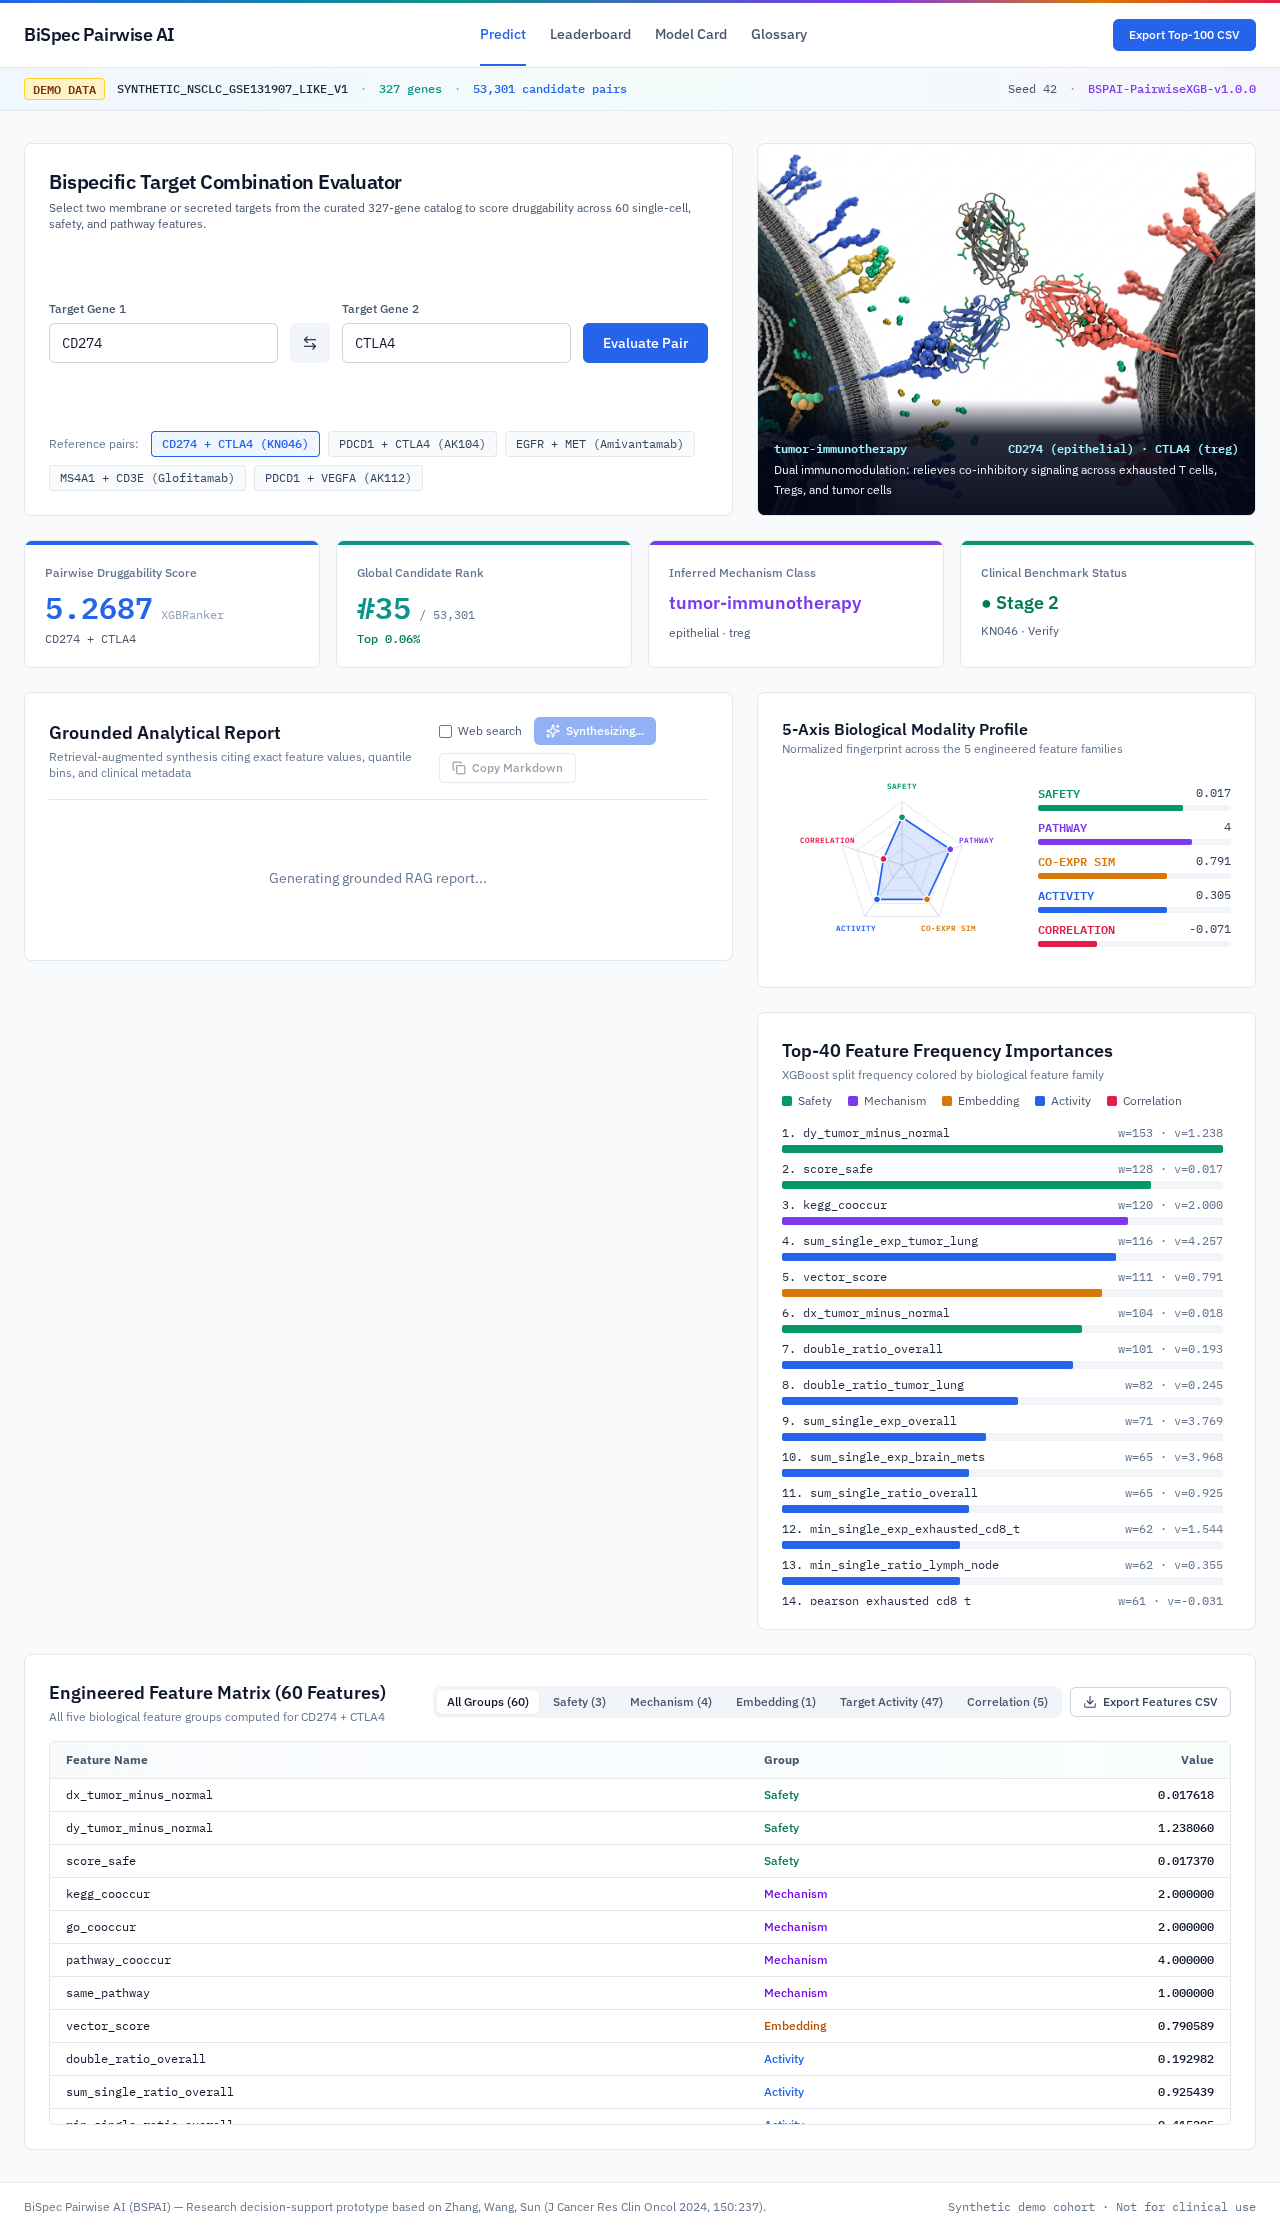 BiSpec Pairwise AI
Predict
Leaderboard
Model Card
Glossary
Export Top-100 CSV
DEMO DATA SYNTHETIC_NSCLC_GSE131907_LIKE_V1 · 327 genes · 53,301 candidate pairs
Seed 42 · BSPAI-PairwiseXGB-v1.0.0
Bispecific Target Combination Evaluator
Select two membrane or secreted targets from the curated 327-gene catalog to score druggability across 60 single-cell,
safety, and pathway features.
Target Gene 1
Target Gene 2
CD274
CTLA4
Evaluate Pair
Reference pairs: CD274 + CTLA4 (KN046) PDCD1 + CTLA4 (AK104) EGFR + MET (Amivantamab)
MS4A1 + CD3E (Glofitamab) PDCD1 + VEGFA (AK112)
tumor-immunotherapy CD274 (epithelial) · CTLA4 (treg)
Dual immunomodulation: relieves co-inhibitory signaling across exhausted T cells,
Tregs, and tumor cells
Pairwise Druggability Score
5.2687 XGBRanker
CD274 + CTLA4
Global Candidate Rank
#35 / 53,301
Top 0.06%
Inferred Mechanism Class
tumor-immunotherapy
epithelial · treg
Clinical Benchmark Status
● Stage 2
KN046 · Verify
Grounded Analytical Report
Retrieval-augmented synthesis citing exact feature values, quantile
bins, and clinical metadata
Web search
Synthesizing...
Copy Markdown
Generating grounded RAG report...
5-Axis Biological Modality Profile
Normalized fingerprint across the 5 engineered feature families
SAFETY
PATHWAY
CO-EXPR SIM
ACTIVITY
CORRELATION
SAFETY 0.017
PATHWAY 4
CO-EXPR SIM 0.791
ACTIVITY 0.305
CORRELATION -0.071
Top-40 Feature Frequency Importances
XGBoost split frequency colored by biological feature family
Safety Mechanism Embedding Activity Correlation
1. dy_tumor_minus_normal w=153 · v=1.238
2. score_safe w=128 · v=0.017
3. kegg_cooccur w=120 · v=2.000
4. sum_single_exp_tumor_lung w=116 · v=4.257
5. vector_score w=111 · v=0.791
6. dx_tumor_minus_normal w=104 · v=0.018
7. double_ratio_overall w=101 · v=0.193
8. double_ratio_tumor_lung w=82 · v=0.245
9. sum_single_exp_overall w=71 · v=3.769
10. sum_single_exp_brain_mets w=65 · v=3.968
11. sum_single_ratio_overall w=65 · v=0.925
12. min_single_exp_exhausted_cd8_t w=62 · v=1.544
13. min_single_ratio_lymph_node w=62 · v=0.355
14. pearson_exhausted_cd8_t w=61 · v=-0.031
Engineered Feature Matrix (60 Features)
All five biological feature groups computed for CD274 + CTLA4
All Groups (60) Safety (3) Mechanism (4) Embedding (1) Target Activity (47) Correlation (5)
Export Features CSV
Feature Name Group Value
dx_tumor_minus_normal Safety 0.017618
dy_tumor_minus_normal Safety 1.238060
score_safe Safety 0.017370
kegg_cooccur Mechanism 2.000000
go_cooccur Mechanism 2.000000
pathway_cooccur Mechanism 4.000000
same_pathway Mechanism 1.000000
vector_score Embedding 0.790589
double_ratio_overall Activity 0.192982
sum_single_ratio_overall Activity 0.925439
min_single_ratio_overall Activity
BiSpec Pairwise AI (BSPAI) — Research decision-support prototype based on Zhang, Wang, Sun (J Cancer Res Clin Oncol 2024, 150:237).
Synthetic demo cohort · Not for clinical use